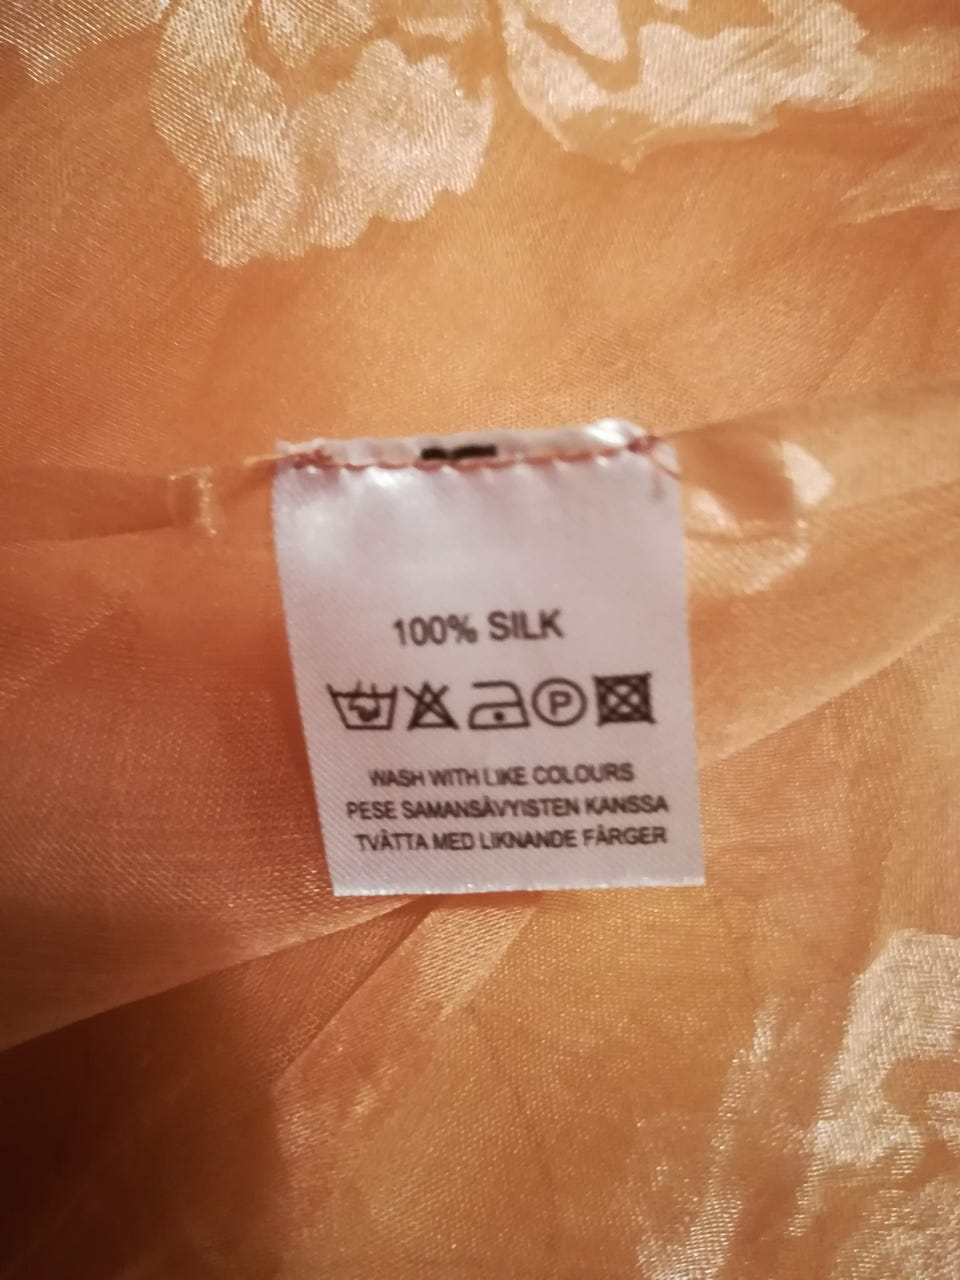 100% SILK
P
WASH WITH LIKE COLOURS
PESE SAMANSÄVYISTEN KANSSA
TVÄTTA MED LIKNANDE FÄRGER